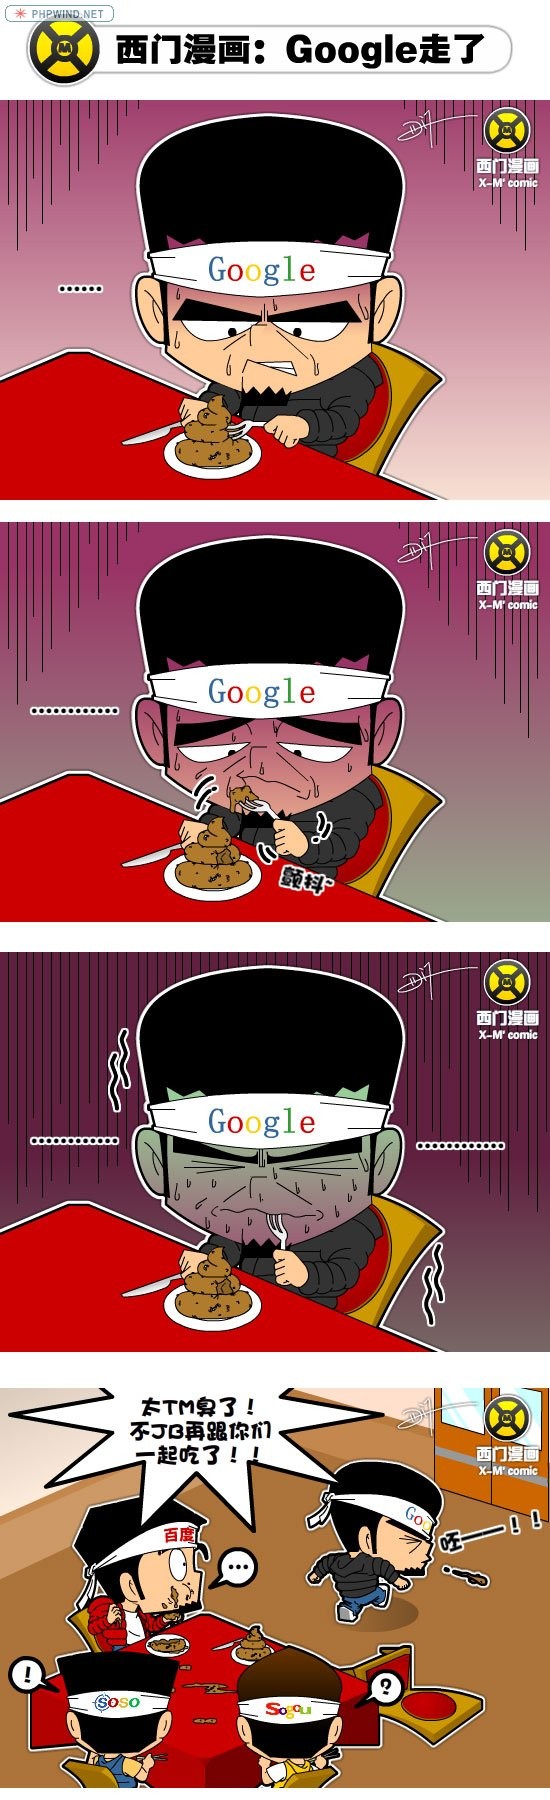 PHPWIND.NET
西门漫画：Google走了
西门漫画
X-M' comic
Google
……
西门漫画
X-M' comic
Google
…………
颤抖~
西门漫画
X-M' comic
Google
…………
…………
太TM臭了！
不JB再跟你们
一起吃了！！
西门漫画
X-M' comic
Goo
呸——！！
百度
…
!
soso
Sogou
?